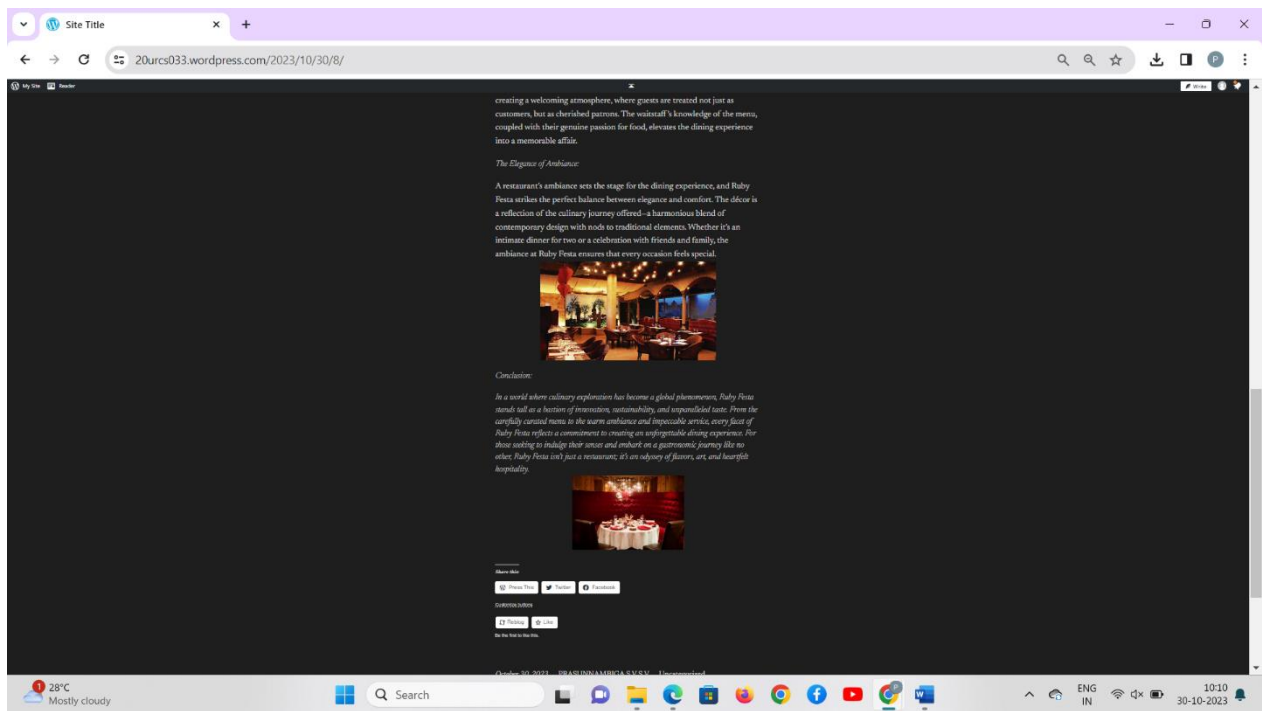 Site Title
20urcs033.wordpress.com/2023/10/30/8/
P
My Site Reader
Write
creating a welcoming atmosphere, where guests are treated not just as
customers, but as cherished patrons. The waitstaff's knowledge of the menu,
coupled with their genuine passion for food, elevates the dining experience
into a memorable affair.
The Elegance of Ambiance:
A restaurant's ambiance sets the stage for the dining experience, and Ruby
Festa strikes the perfect balance between elegance and comfort. The décor is
a reflection of the culinary journey offered—a harmonious blend of
contemporary design with nods to traditional elements. Whether it's an
intimate dinner for two or a celebration with friends and family, the
ambiance at Ruby Festa ensures that every occasion feels special.
Conclusion:
In a world where culinary exploration has become a global phenomenon, Ruby Festa
stands tall as a bastion of innovation, sustainability, and unparalleled taste. From the
carefully curated menu to the warm ambiance and impeccable service, every facet of
Ruby Festa reflects a commitment to creating an unforgettable dining experience. For
those seeking to indulge their senses and embark on a gastronomic journey like no
other, Ruby Festa isn't just a restaurant; it's an odyssey of flavors, art, and heartfelt
hospitality.
Share this:
Press This Twitter Facebook
Customize buttons
Reblog Like
Be the first to like this.
October 30, 2023 PRASUNNAMBIGA S V S V Uncategorized
1
28°C
Mostly cloudy
Search
ENG
IN
10:10
30-10-2023